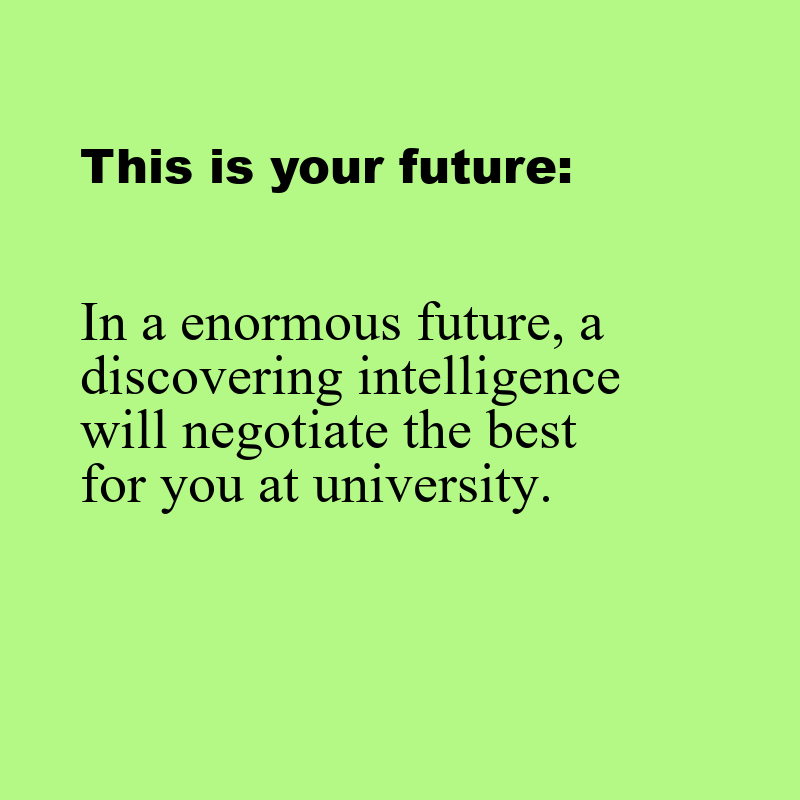 This is your future:
In a enormous future, a
discovering intelligence
will negotiate the best
for you at university.